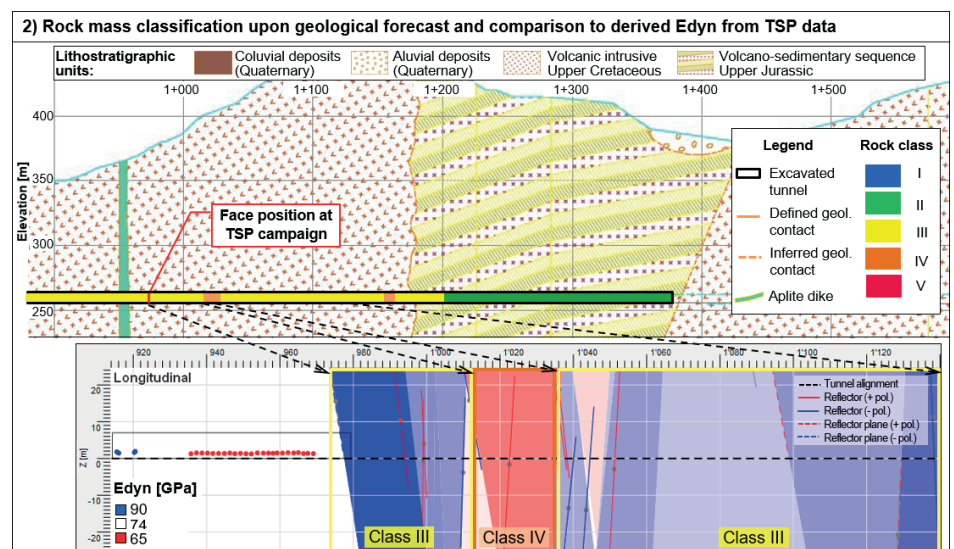 2) Rock mass classification upon geological forecast and comparison to derived Edyn from TSP data
Lithostratigraphic units:
Coluvial deposits (Quaternary)
Aluvial deposits (Quaternary)
Volcanic intrusive Upper Cretaceous
Volcano-sedimentary sequence Upper Jurassic
1+000 1+100 1+200 1+300 1+400 1+500
Elevation [m]
400
350
300
250
Face position at
TSP campaign
Legend
Excavated
tunnel
Defined geol.
contact
Inferred geol.
contact
Aplite dike
Rock class
I
II
III
IV
V
920 940 960 980 1'000 1'020 1'040 1'060 1'080 1'100 1'120
Longitudinal
Z [m]
20
10
0
-10
-20
Tunnel alignment
Reflector (+ pol.)
Reflector (- pol.)
Reflector plane (+ pol.)
Reflector plane (- pol.)
Edyn [GPa]
90
74
65
Class III
Class IV
Class III